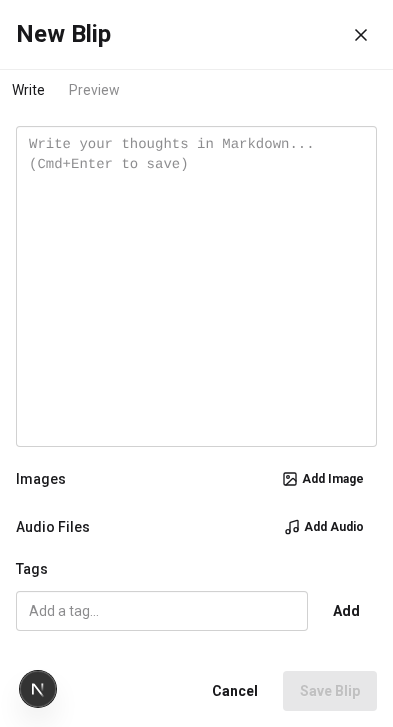 New Blip
Write Preview
Write your thoughts in Markdown...
(Cmd+Enter to save)
Images Add Image
Audio Files Add Audio
Tags
Add a tag... Add
N Cancel Save Blip